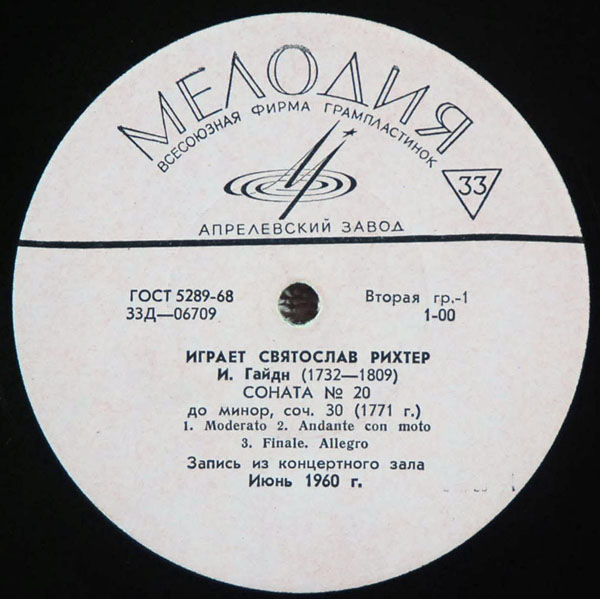 МЕЛОДИЯ
ВСЕСОЮЗНАЯ ФИРМА ГРАМПЛАСТИНОК
33
АПРЕЛЕВСКИЙ ЗАВОД
ГОСТ 5289-68
Вторая гр.-1
33Д—06709
1-00
ИГРАЕТ СВЯТОСЛАВ РИХТЕР
И. Гайдн (1732—1809)
СОНАТА № 20
до минор, соч. 30 (1771 г.)
1. Moderato 2. Andante con moto
3. Finale. Allegro
Запись из концертного зала
Июнь 1960 г.